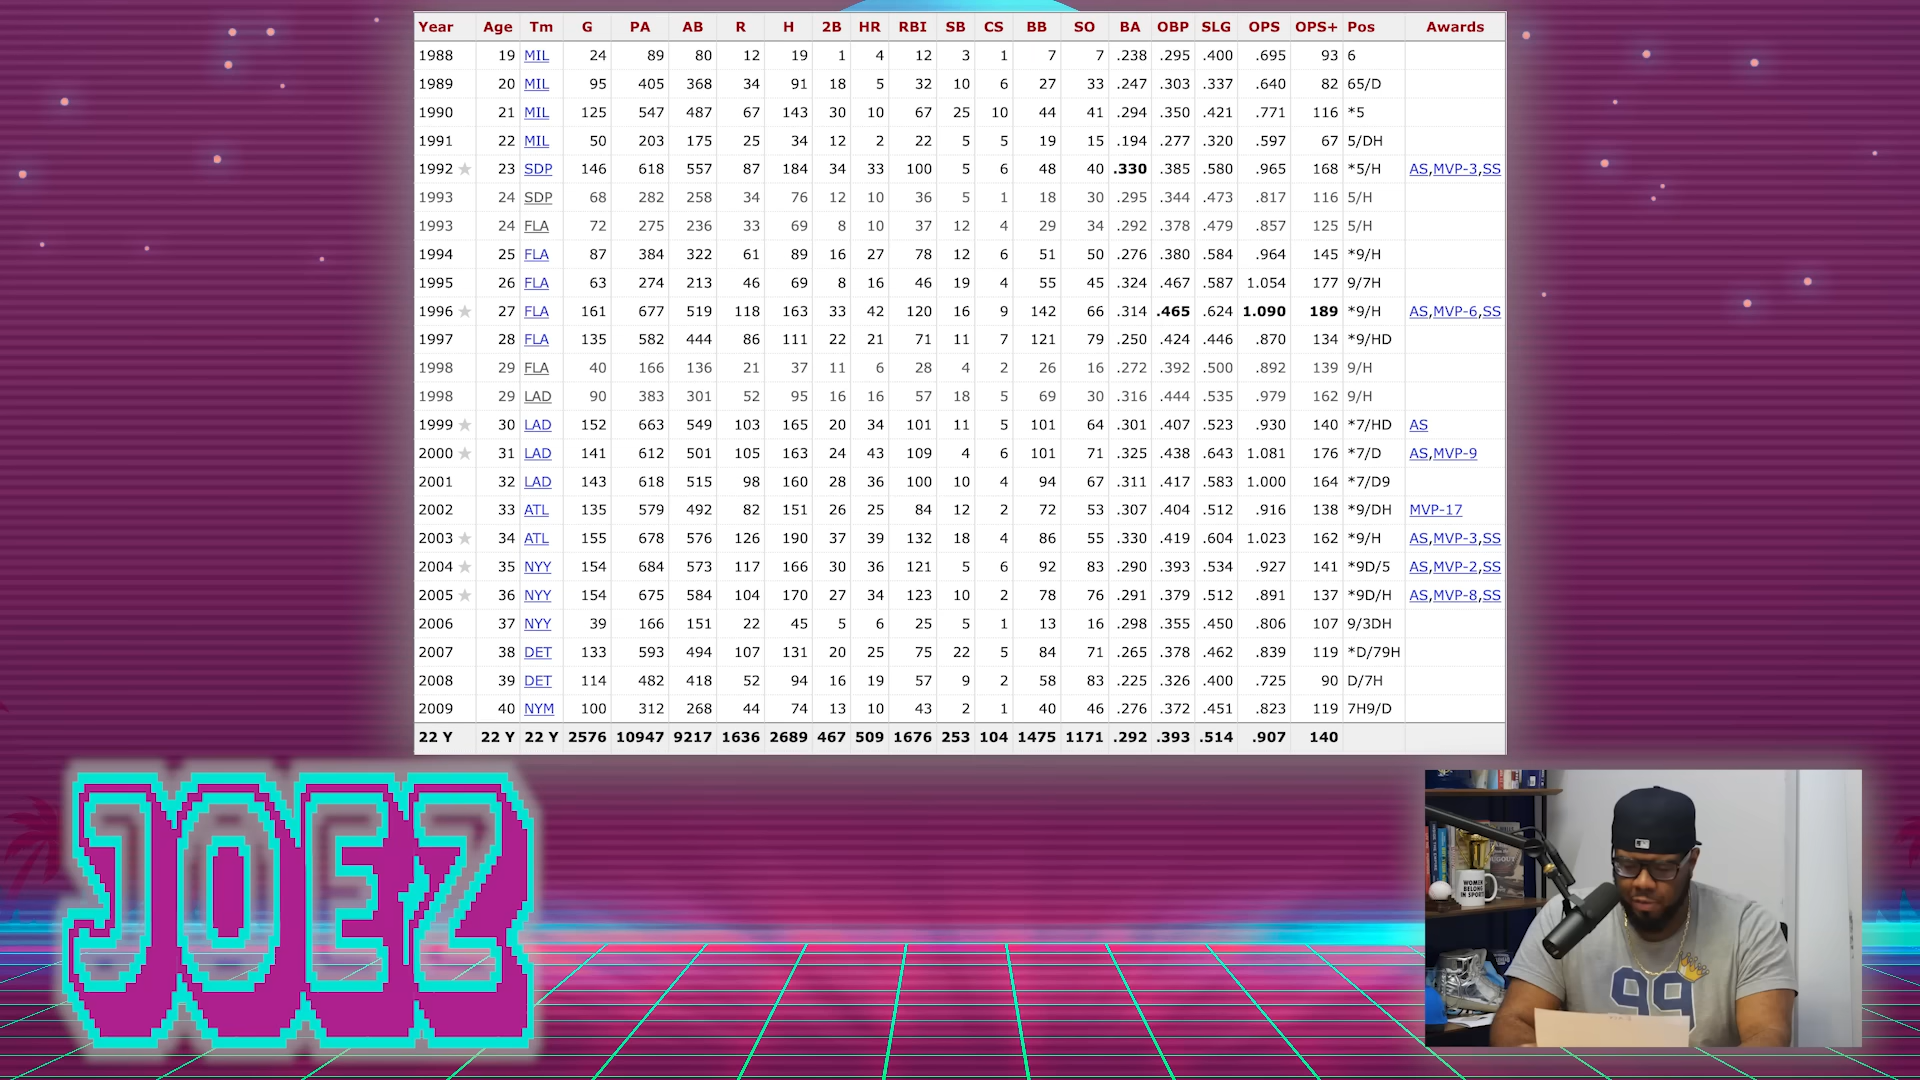 Year Age Tm G PA AB R H 2B HR RBI SB CS BB SO BA OBP SLG OPS OPS+ Pos Awards
1988 19 MIL 24 89 80 12 19 1 4 12 3 1 7 7 .238 .295 .400 .695 93 6
1989 20 MIL 95 405 368 34 91 18 5 32 10 6 27 33 .247 .303 .337 .640 82 65/D
1990 21 MIL 125 547 487 67 143 30 10 67 25 10 44 41 .294 .350 .421 .771 116 *5
1991 22 MIL 50 203 175 25 34 12 2 22 5 5 19 15 .194 .277 .320 .597 67 5/DH
1992 ★ 23 SDP 146 618 557 87 184 34 33 100 5 6 48 40 .330 .385 .580 .965 168 *5/H AS,MVP-3,SS
1993 24 SDP 68 282 258 34 76 12 10 36 5 1 18 30 .295 .344 .473 .817 116 5/H
1993 24 FLA 72 275 236 33 69 8 10 37 12 4 29 34 .292 .378 .479 .857 125 5/H
1994 25 FLA 87 384 322 61 89 16 27 78 12 6 51 50 .276 .380 .584 .964 145 *9/H
1995 26 FLA 63 274 213 46 69 8 16 46 19 4 55 45 .324 .467 .587 1.054 177 9/7H
1996 ★ 27 FLA 161 677 519 118 163 33 42 120 16 9 142 66 .314 .465 .624 1.090 189 *9/H AS,MVP-6,SS
1997 28 FLA 135 582 444 86 111 22 21 71 11 7 121 79 .250 .424 .446 .870 134 *9/HD
1998 29 FLA 40 166 136 21 37 11 6 28 4 2 26 16 .272 .392 .500 .892 139 9/H
1998 29 LAD 90 383 301 52 95 16 16 57 18 5 69 30 .316 .444 .535 .979 162 9/H
1999 ★ 30 LAD 152 663 549 103 165 20 34 101 11 5 101 64 .301 .407 .523 .930 140 *7/HD AS
2000 ★ 31 LAD 141 612 501 105 163 24 43 109 4 6 101 71 .325 .438 .643 1.081 176 *7/D AS,MVP-9
2001 32 LAD 143 618 515 98 160 28 36 100 10 4 94 67 .311 .417 .583 1.000 164 *7/D9
2002 33 ATL 135 579 492 82 151 26 25 84 12 2 72 53 .307 .404 .512 .916 138 *9/DH MVP-17
2003 ★ 34 ATL 155 678 576 126 190 37 39 132 18 4 86 55 .330 .419 .604 1.023 162 *9/H AS,MVP-3,SS
2004 ★ 35 NYY 154 684 573 117 166 30 36 121 5 6 92 83 .290 .393 .534 .927 141 *9D/5 AS,MVP-2,SS
2005 ★ 36 NYY 154 675 584 104 170 27 34 123 10 2 78 76 .291 .379 .512 .891 137 *9D/H AS,MVP-8,SS
2006 37 NYY 39 166 151 22 45 5 6 25 5 1 13 16 .298 .355 .450 .806 107 9/3DH
2007 38 DET 133 593 494 107 131 20 25 75 22 5 84 71 .265 .378 .462 .839 119 *D/79H
2008 39 DET 114 482 418 52 94 16 19 57 9 2 58 83 .225 .326 .400 .725 90 D/7H
2009 40 NYM 100 312 268 44 74 13 10 43 2 1 40 46 .276 .372 .451 .823 119 7H9/D
22 Y 22 Y 22 Y 2576 10947 9217 1636 2689 467 509 1676 253 104 1475 1171 .292 .393 .514 .907 140
JOEZ
WOMEN
BELONG
IN SPORTS
99